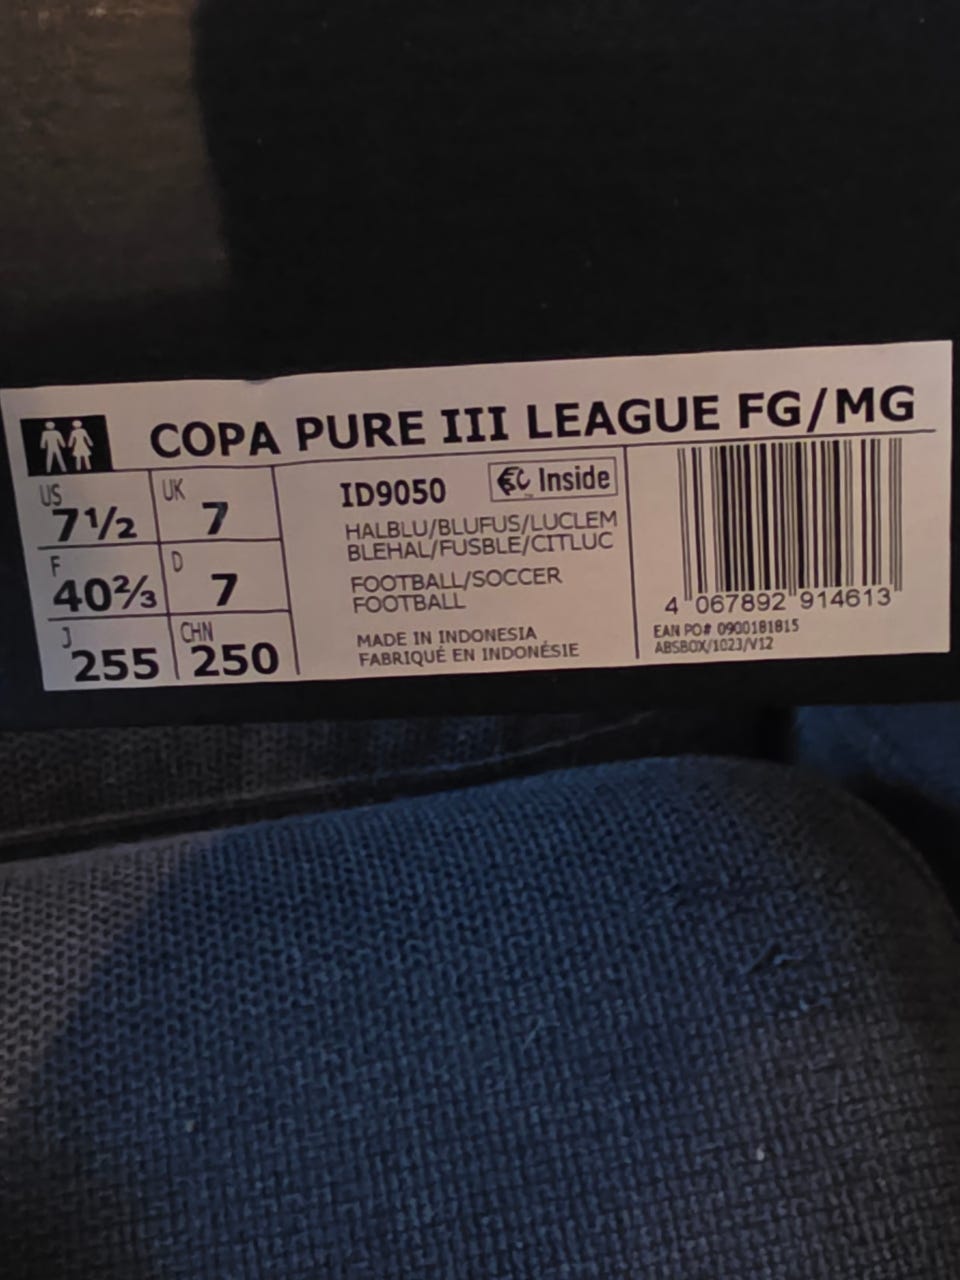 COPA PURE III LEAGUE FG/MG
US 7½ UK 7
F 40⅔ D 7
J 255 CHN 250
ID9050 Inside
HALBLU/BLUFUS/LUCLEM
BLEHAL/FUSBLE/CITLUC
FOOTBALL/SOCCER
FOOTBALL
MADE IN INDONESIA
FABRIQUÉ EN INDONÉSIE
4 067892 914613
EAN PO# 0900181815
ABSBOX/1023/V12